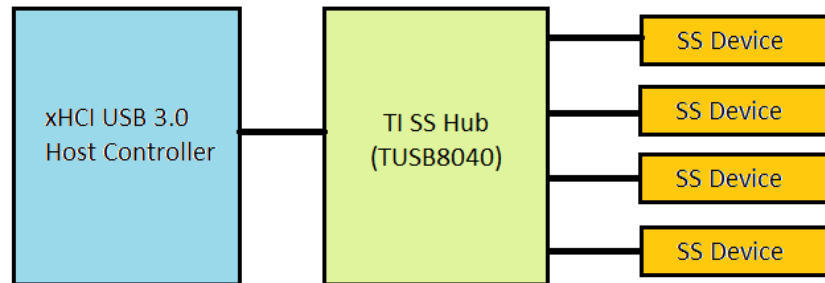 xHCI USB 3.0
Host Controller
TI SS Hub
(TUSB8040)
SS Device
SS Device
SS Device
SS Device